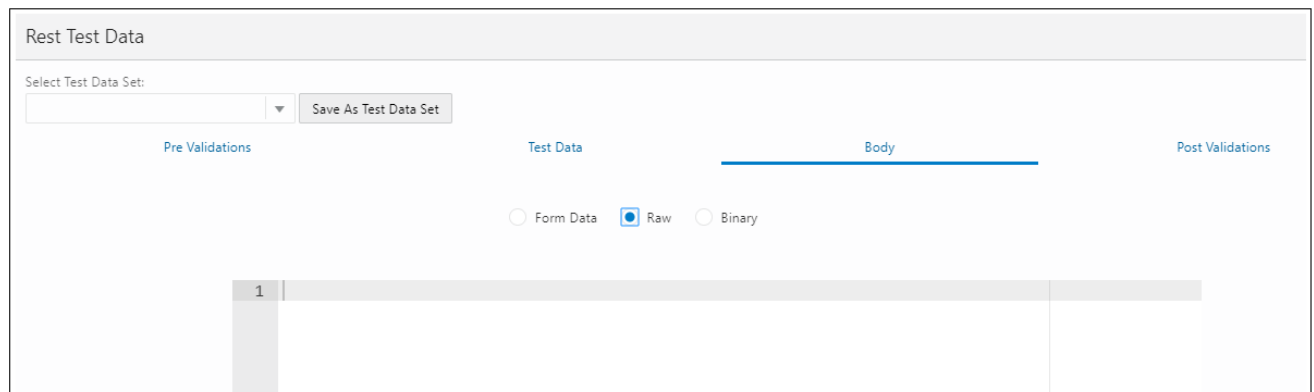 Rest Test Data
Select Test Data Set:
Save As Test Data Set
Pre Validations Test Data Body Post Validations
Form Data Raw Binary
1